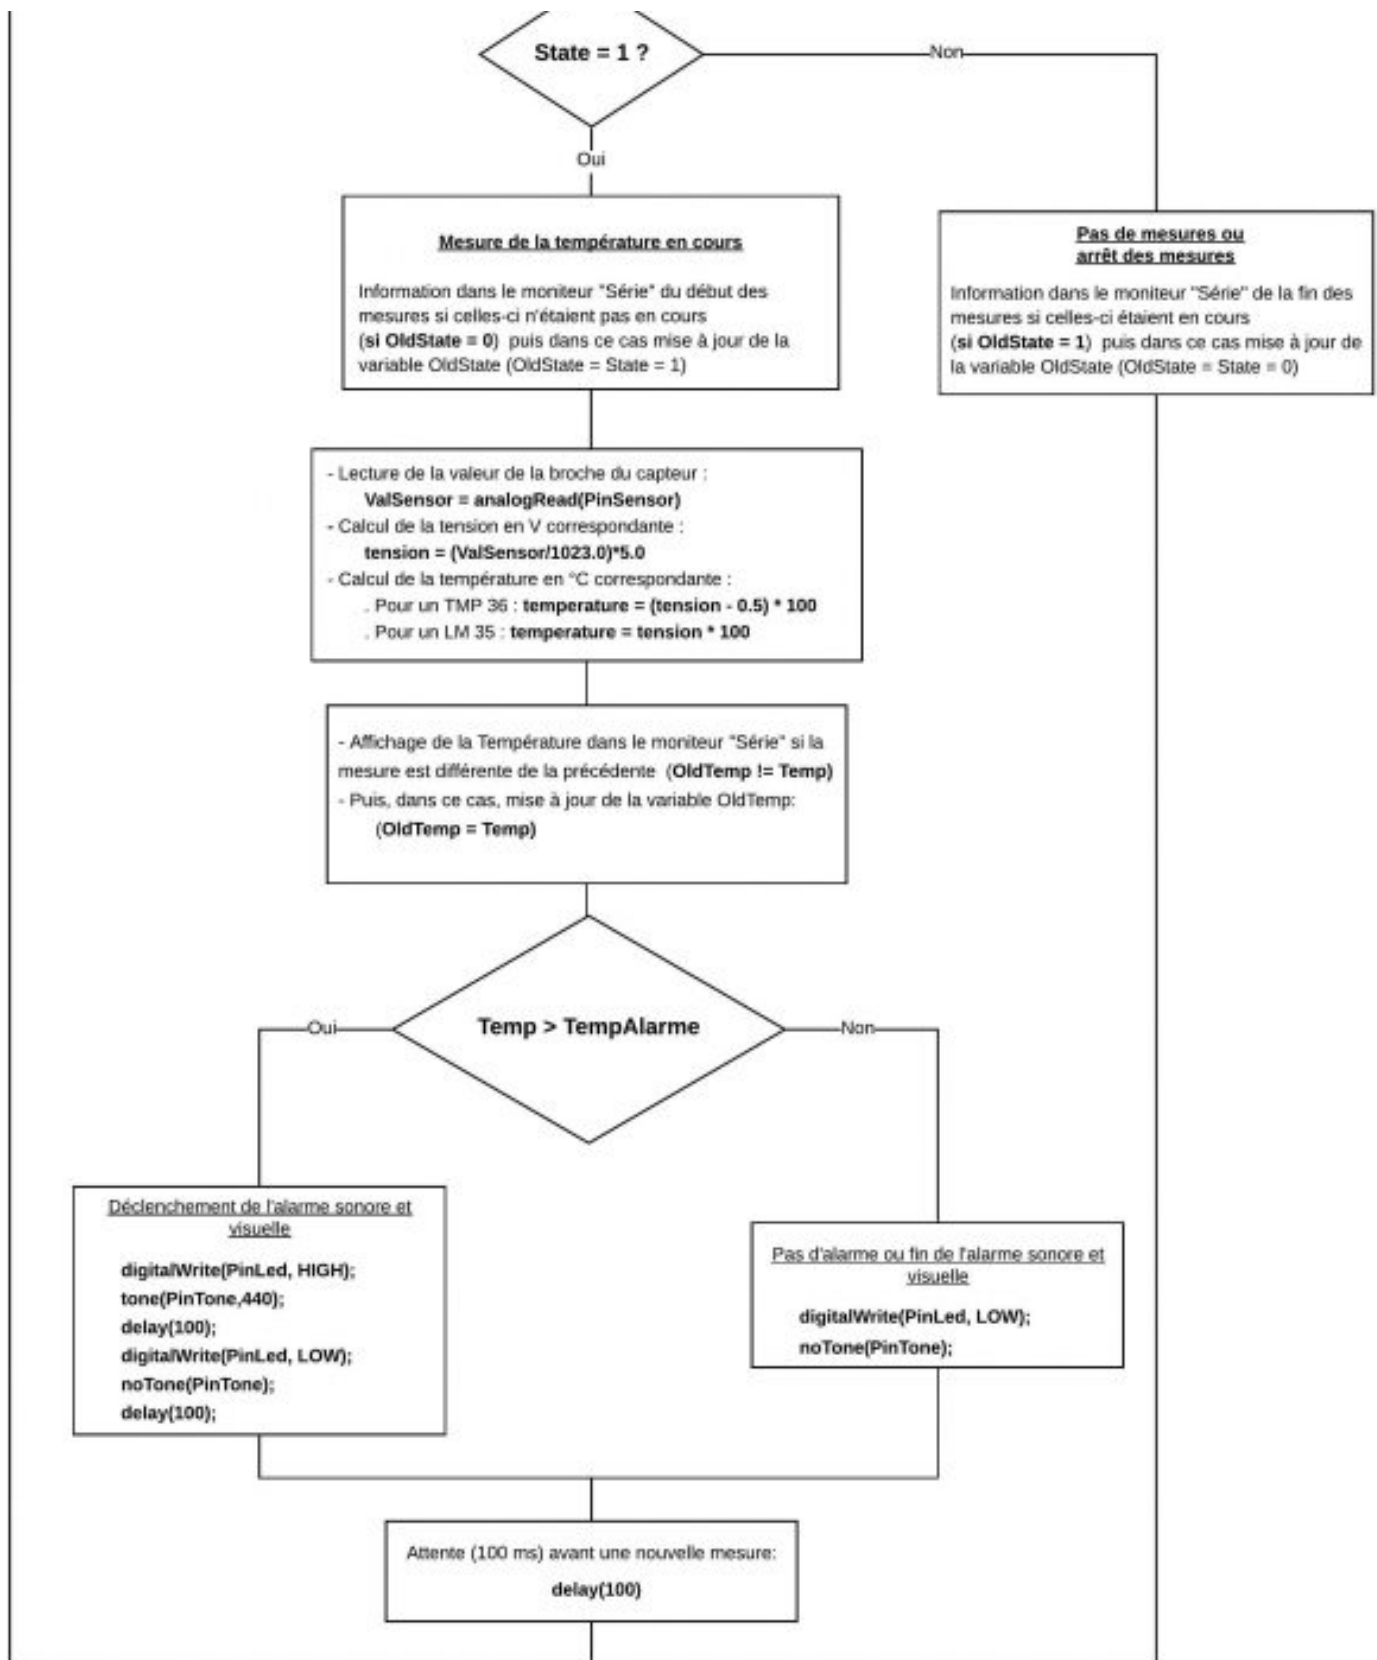 State = 1 ?
Non
Oui
Mesure de la température en cours
Information dans le moniteur "Série" du début des
mesures si celles-ci n'étaient pas en cours
(si OldState = 0) puis dans ce cas mise à jour de la
variable OldState (OldState = State = 1)
Pas de mesures ou
arrêt des mesures
Information dans le moniteur "Série" de la fin des
mesures si celles-ci étaient en cours
(si OldState = 1) puis dans ce cas mise à jour de
la variable OldState (OldState = State = 0)
- Lecture de la valeur de la broche du capteur :
ValSensor = analogRead(PinSensor)
- Calcul de la tension en V correspondante :
tension = (ValSensor/1023.0)*5.0
- Calcul de la température en °C correspondante :
. Pour un TMP 36 : temperature = (tension - 0.5) * 100
. Pour un LM 35 : temperature = tension * 100
- Affichage de la Température dans le moniteur "Série" si la
mesure est différente de la précédente (OldTemp != Temp)
- Puis, dans ce cas, mise à jour de la variable OldTemp:
(OldTemp = Temp)
Temp > TempAlarme
Oui
Non
Déclenchement de l'alarme sonore et
visuelle
digitalWrite(PinLed, HIGH);
tone(PinTone,440);
delay(100);
digitalWrite(PinLed, LOW);
noTone(PinTone);
delay(100);
Pas d'alarme ou fin de l'alarme sonore et
visuelle
digitalWrite(PinLed, LOW);
noTone(PinTone);
Attente (100 ms) avant une nouvelle mesure:
delay(100)